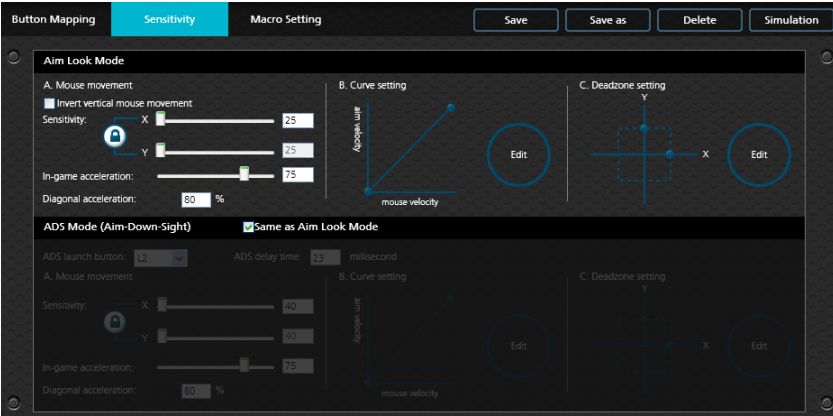 Button Mapping Sensitivity Macro Setting Save Save as Delete Simulation
Aim Look Mode
A. Mouse movement
Invert vertical mouse movement
Sensitivity: X 25
Y 25
In-game acceleration: 75
Diagonal acceleration: 80 %
B. Curve setting
aim velocity
Edit
mouse velocity
C. Deadzone setting
Y
X
Edit
ADS Mode (Aim-Down-Sight) Same as Aim Look Mode
ADS launch button: L2 ADS delay time: 23 millisecond
A. Mouse movement
Sensitivity: X 40
Y 40
In-game acceleration: 75
Diagonal acceleration: 80 %
B. Curve setting
aim velocity
Edit
mouse velocity
C. Deadzone setting
Y
X
Edit